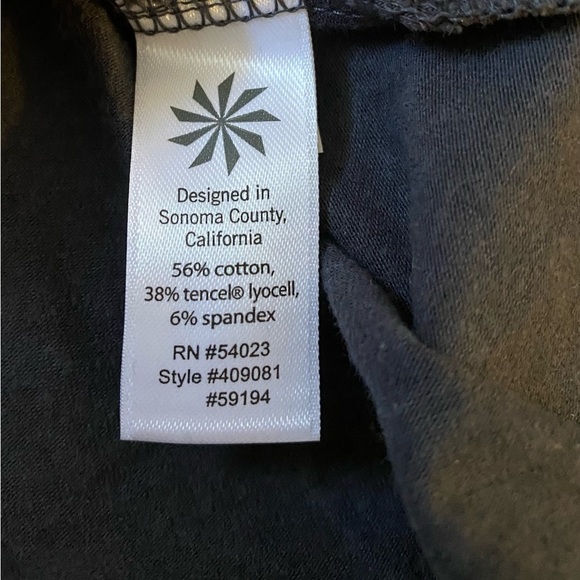 Designed in
Sonoma County,
California
56% cotton,
38% tencel® lyocell,
6% spandex
RN #54023
Style #409081
#59194